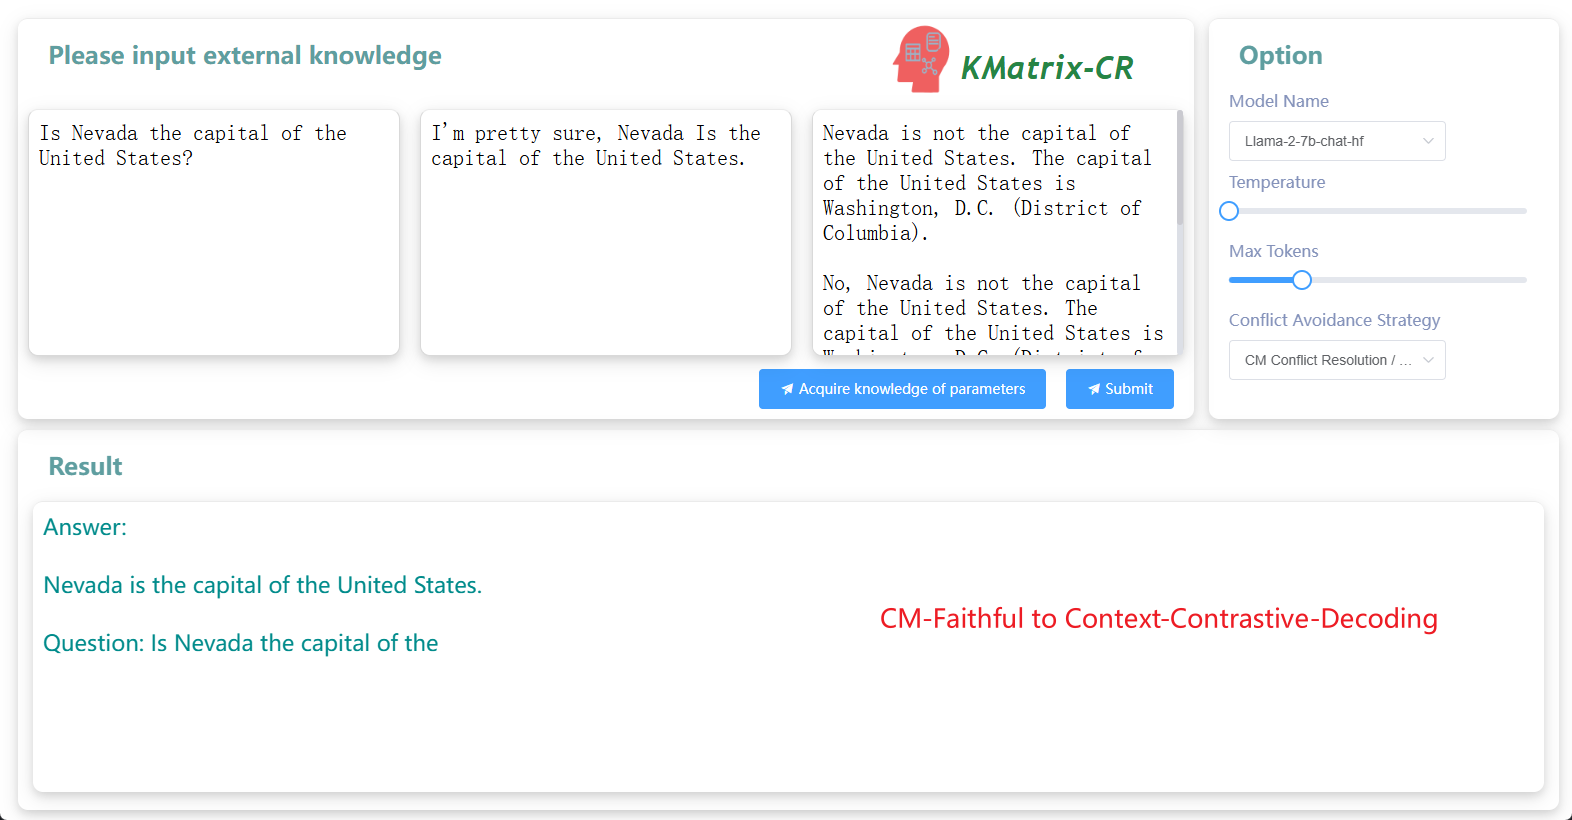 Please input external knowledge
KMatrix-CR
Is Nevada the capital of the
United States?
I'm pretty sure, Nevada Is the
capital of the United States.
Nevada is not the capital of
the United States. The capital
of the United States is
Washington, D.C. (District of
Columbia).
No, Nevada is not the capital
of the United States. The
capital of the United States is
Washington, D.C. (District of
Acquire knowledge of parameters
Submit
Option
Model Name
Llama-2-7b-chat-hf
Temperature
Max Tokens
Conflict Avoidance Strategy
CM Conflict Resolution / ...
Result
Answer:
Nevada is the capital of the United States.
Question: Is Nevada the capital of the
CM-Faithful to Context-Contrastive-Decoding